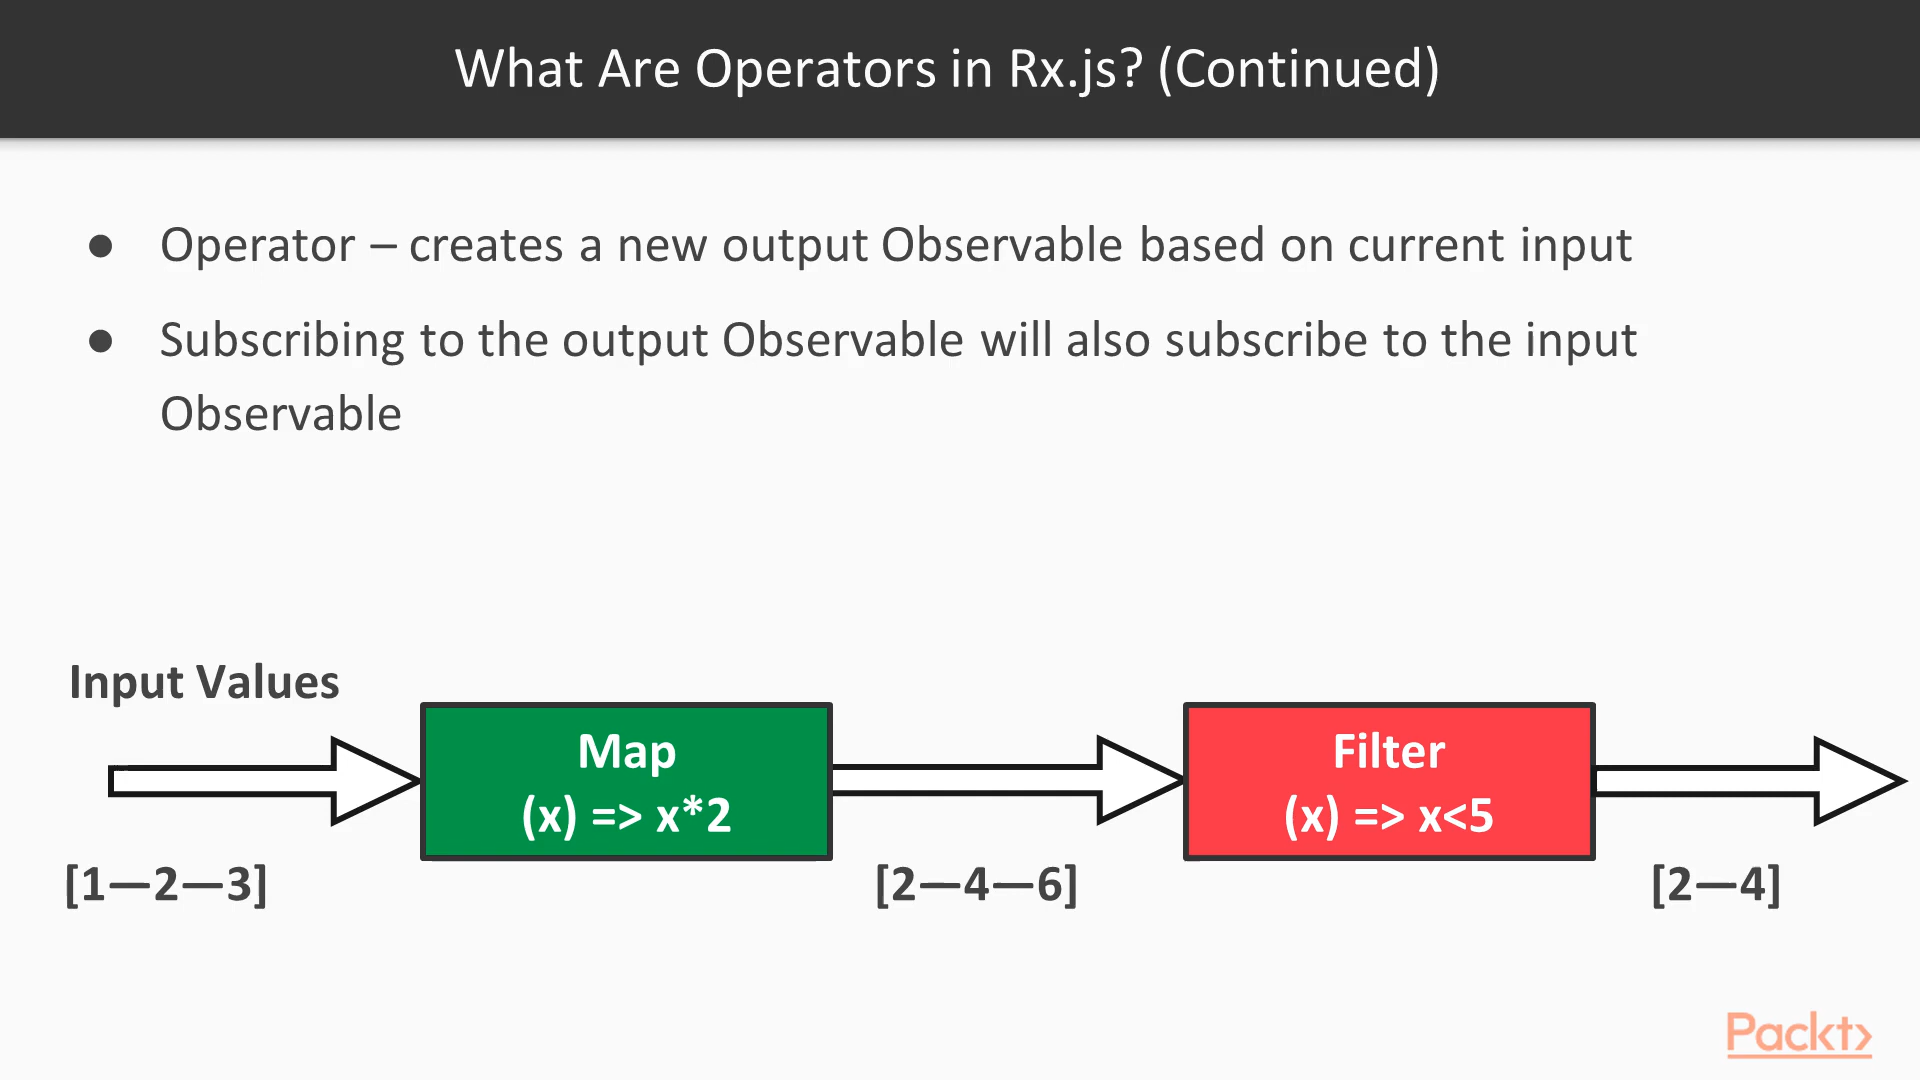 What Are Operators in Rx.js? (Continued)
● Operator – creates a new output Observable based on current input
● Subscribing to the output Observable will also subscribe to the input
Observable
Input Values
Map
(x) => x*2
Filter
(x) => x<5
[1—2—3]
[2—4—6]
[2—4]
Packt>